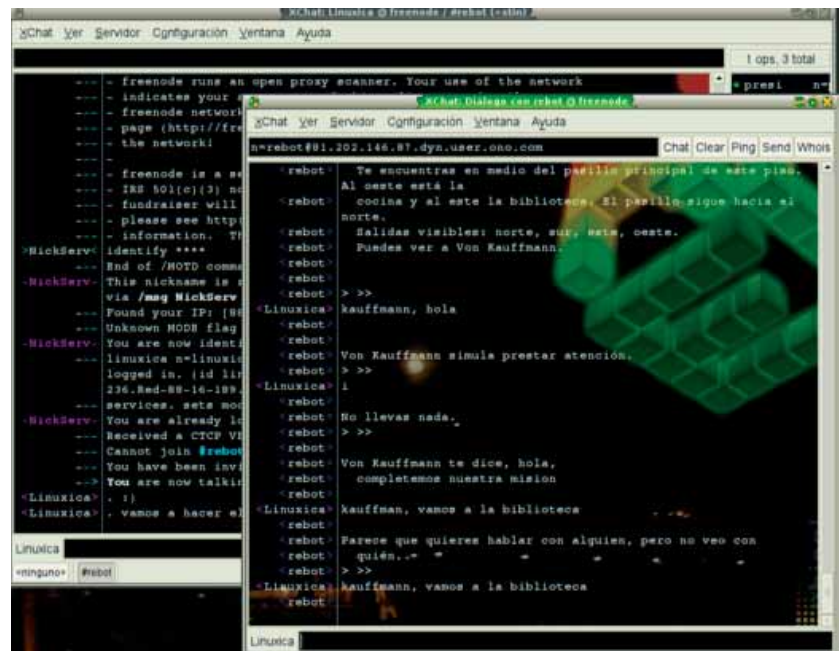 XChat: Linuxica @ freenode / #rebot (+stin)
XChat Ver Servidor Configuración Ventana Ayuda
1 ops, 3 total
--- - freenode runs an open proxy scanner. Your use of the network
--- - indicates your
--- - freenode network
--- - page (http://fre
--- - the network!
--- -
--- - freenode is a se
--- - IRS 501(c)(3) no
--- - fundraiser will
--- - please see http:
--- - information. Th
>NickServ< identify ****
--- End of /MOTD comma
-NickServ- This nickname is
via /msg NickServ
--- Found your IP: [88
--- Unknown MODE flag
-NickServ- You are now identi
--- linuxica n=linuxic
logged in. (id lin
236.Red-88-16-189.
--- services. sets mod
-NickServ- You are already lo
--- Received a CTCP VE
--- Cannot join #rebot
--- You have been invi
--> You are now talkin
<Linuxica> . :)
<Linuxica> . vamos a hacer el
Linuxica
<ninguno> #rebot
presi n=
XChat: Diálogo con rebot @ freenode
XChat Ver Servidor Configuración Ventana Ayuda
n=rebot@81.202.146.87.dyn.user.ono.com Chat Clear Ping Send Whois
<rebot> Te encuentras en medio del pasillo principal de este piso.
Al oeste está la
<rebot> cocina y al este la biblioteca. El pasillo sigue hacia el
norte.
<rebot> Salidas visibles: norte, sur, este, oeste.
<rebot> Puedes ver a Von Kauffmann.
<rebot>
<rebot>
<rebot> > >>
<Linuxica> kauffmann, hola
<rebot>
<rebot>
<rebot> Von Kauffmann simula prestar atención.
<rebot> > >>
<Linuxica> i
<rebot>
<rebot> No llevas nada.
<rebot> > >>
<rebot>
<rebot> Von Kauffmann te dice, hola,
<rebot> completemos nuestra mision
<rebot>
<Linuxica> kauffman, vamos a la biblioteca
<rebot>
<rebot> Parece que quieres hablar con alguien, pero no veo con
<rebot> quién..
<rebot> > >>
<Linuxica> kauffmann, vamos a la biblioteca
rebot
Linuxica